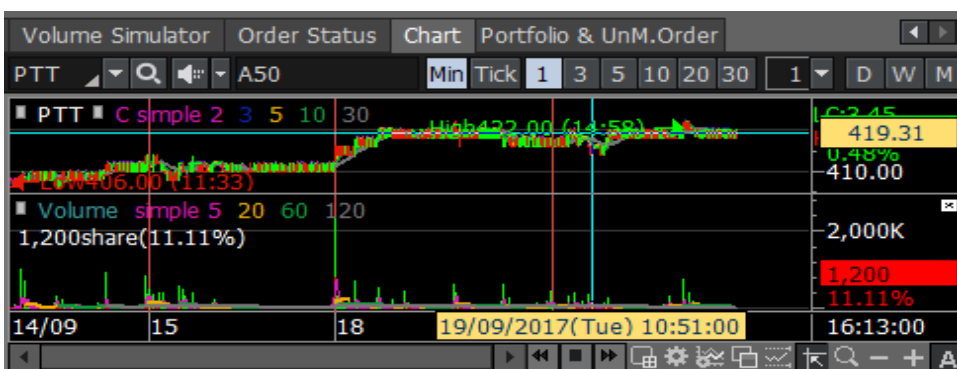 Volume Simulator Order Status Chart Portfolio & UnM.Order
PTT A50 Min Tick 1 3 5 10 20 30 1 D W M
PTT C simple 2 3 5 10 30
LC:3.45
High422.00 (14:58)
419.31
0.48%
410.00
Low406.00 (11:33)
Volume simple 5 20 60 120
1,200share(11.11%)
2,000K
1,200
11.11%
14/09 15 18 19/09/2017(Tue) 10:51:00 16:13:00
A